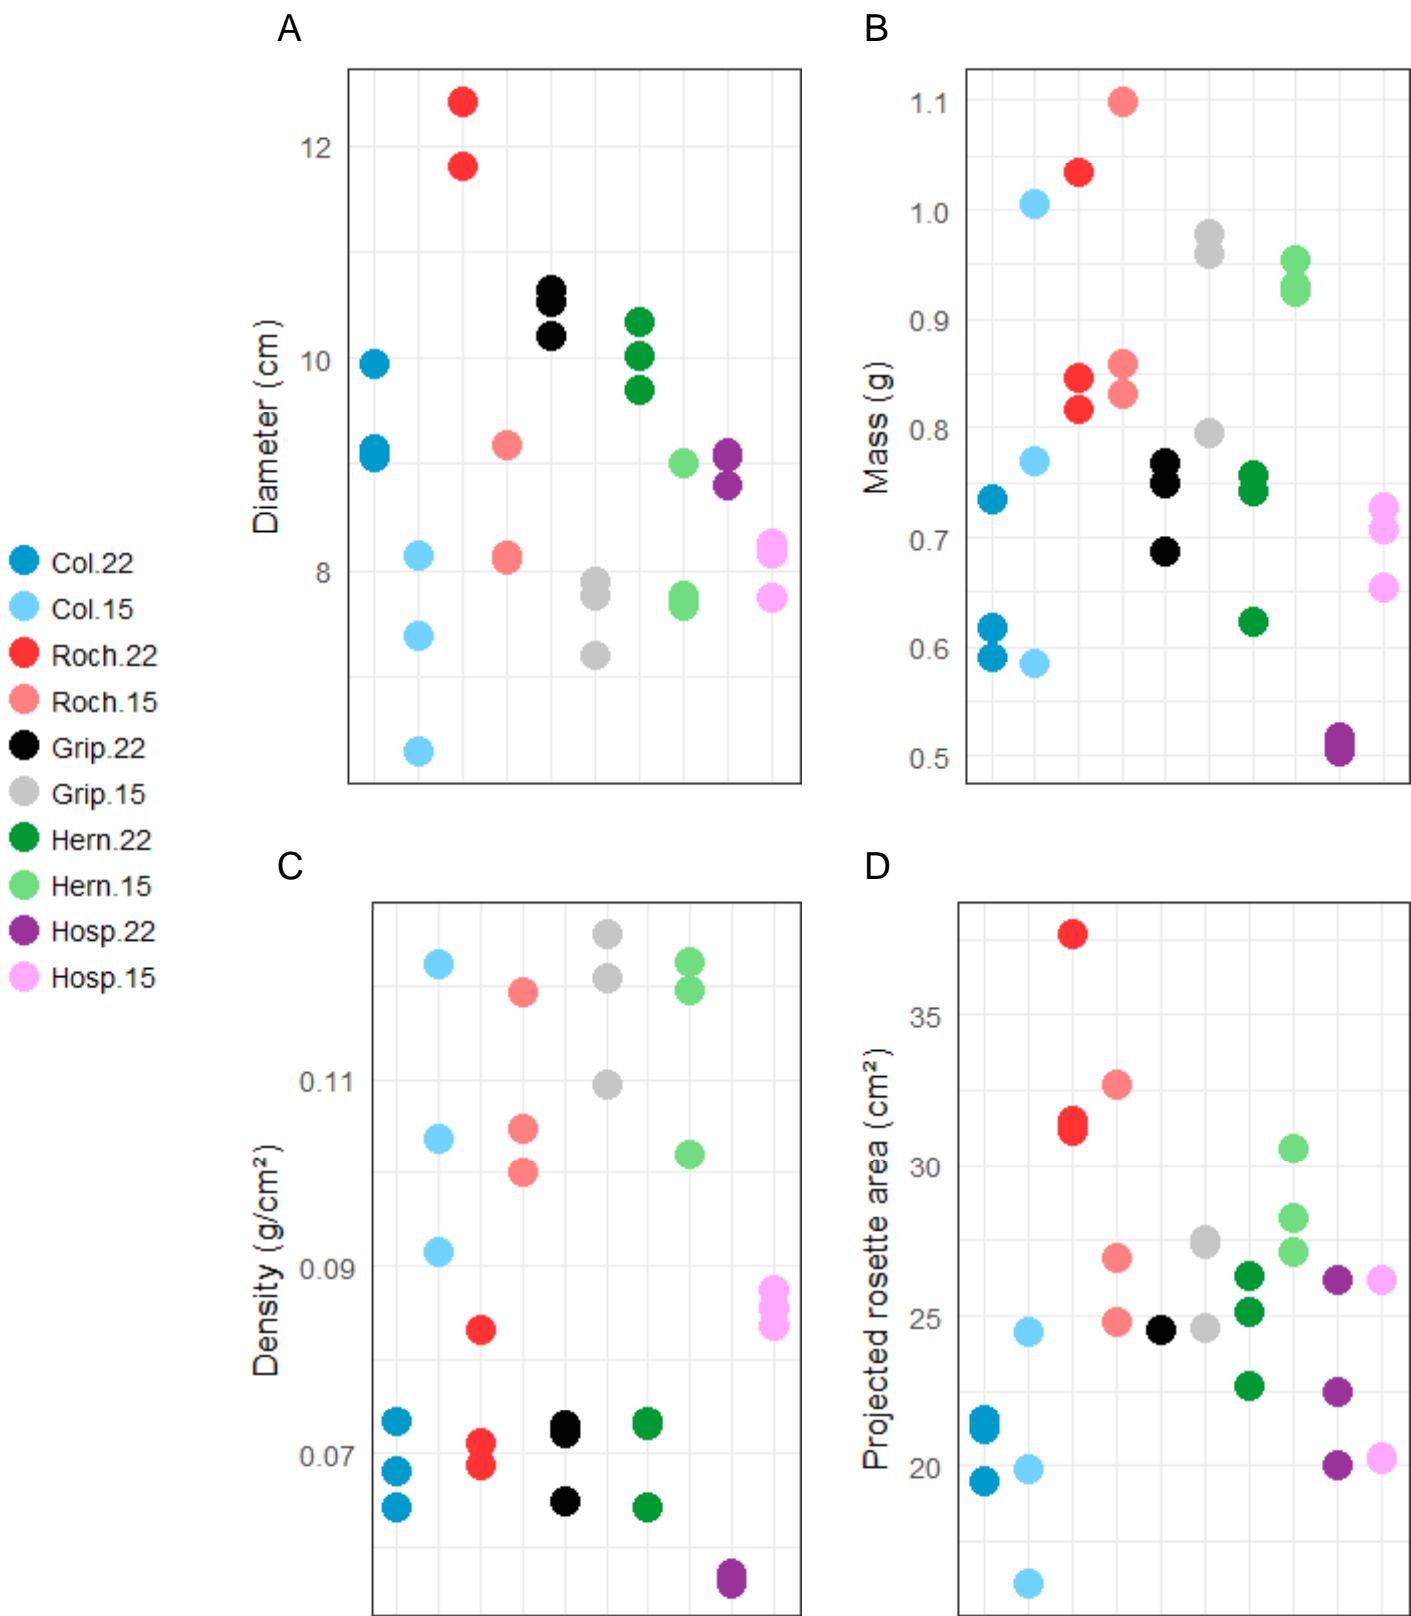 A
B
12
10
8
Diameter (cm)
1.1
1.0
0.9
0.8
0.7
0.6
0.5
Mass (g)
Col.22
Col.15
Roch.22
Roch.15
Grip.22
Grip.15
Hern.22
Hern.15
Hosp.22
Hosp.15
C
D
0.11
0.09
0.07
Density (g/cm²)
35
30
25
20
Projected rosette area (cm²)